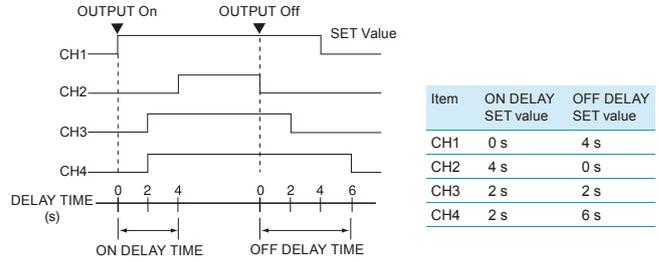 OUTPUT On OUTPUT Off
SET Value
CH1
CH2
CH3
CH4
0 2 4 0 2 4 6
DELAY TIME
(s)
ON DELAY TIME OFF DELAY TIME
Item ON DELAY SET value OFF DELAY SET value
CH1 0 s 4 s
CH2 4 s 0 s
CH3 2 s 2 s
CH4 2 s 6 s